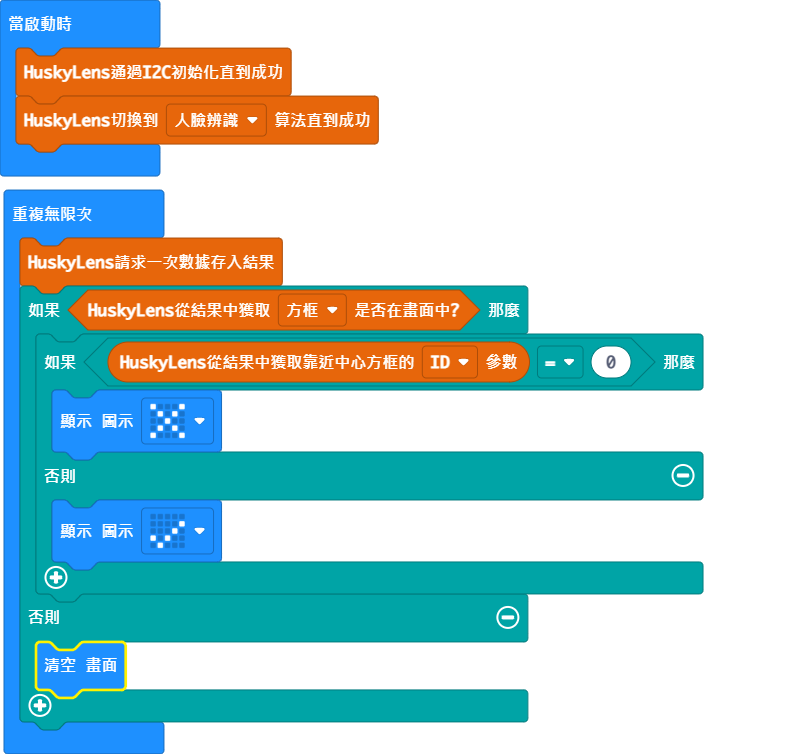 當啟動時
HuskyLens通過I2C初始化直到成功
HuskyLens切換到 人臉辨識 算法直到成功
重複無限次
HuskyLens請求一次數據存入結果
如果 HuskyLens從結果中獲取 方框 是否在畫面中? 那麼
如果 HuskyLens從結果中獲取靠近中心方框的 ID 參數 = 0 那麼
顯示 圖示
否則
顯示 圖示
否則
清空 畫面